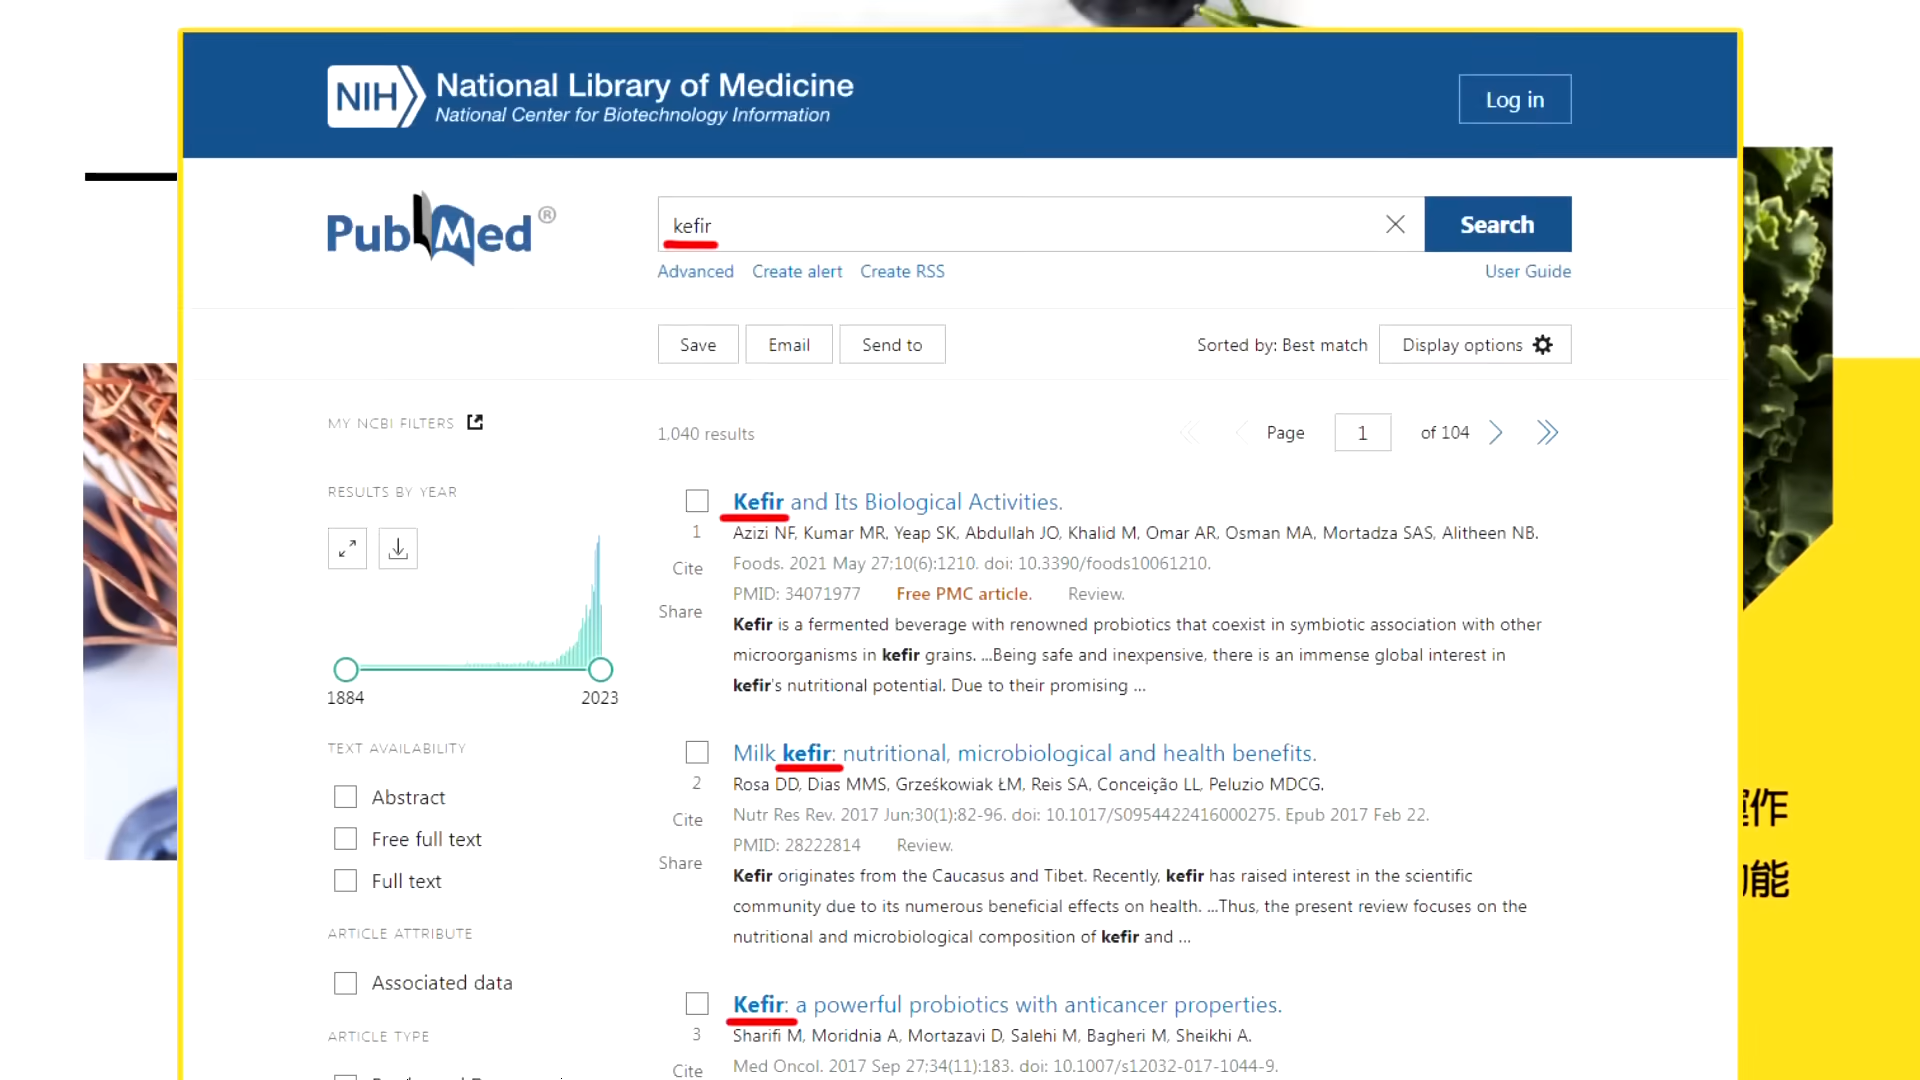 NIH National Library of Medicine
National Center for Biotechnology Information
Log in
PubMed®
kefir
Search
Advanced Create alert Create RSS
User Guide
Save Email Send to
Sorted by: Best match
Display options
MY NCBI FILTERS
1,040 results
Page 1 of 104
RESULTS BY YEAR
1884 2023
TEXT AVAILABILITY
Abstract
Free full text
Full text
ARTICLE ATTRIBUTE
Associated data
ARTICLE TYPE
Kefir and Its Biological Activities.
1
Azizi NF, Kumar MR, Yeap SK, Abdullah JO, Khalid M, Omar AR, Osman MA, Mortadza SAS, Alitheen NB.
Cite
Foods. 2021 May 27;10(6):1210. doi: 10.3390/foods10061210.
PMID: 34071977 Free PMC article. Review.
Share
Kefir is a fermented beverage with renowned probiotics that coexist in symbiotic association with other
microorganisms in kefir grains. ...Being safe and inexpensive, there is an immense global interest in
kefir's nutritional potential. Due to their promising ...
Milk kefir: nutritional, microbiological and health benefits.
2
Rosa DD, Dias MMS, Grześkowiak ŁM, Reis SA, Conceição LL, Peluzio MDCG.
Cite
Nutr Res Rev. 2017 Jun;30(1):82-96. doi: 10.1017/S0954422416000275. Epub 2017 Feb 22.
PMID: 28222814 Review.
Share
Kefir originates from the Caucasus and Tibet. Recently, kefir has raised interest in the scientific
community due to its numerous beneficial effects on health. ...Thus, the present review focuses on the
nutritional and microbiological composition of kefir and ...
Kefir: a powerful probiotics with anticancer properties.
3
Sharifi M, Moridnia A, Mortazavi D, Salehi M, Bagheri M, Sheikhi A.
Cite
Med Oncol. 2017 Sep 27;34(11):183. doi: 10.1007/s12032-017-1044-9.
作
能